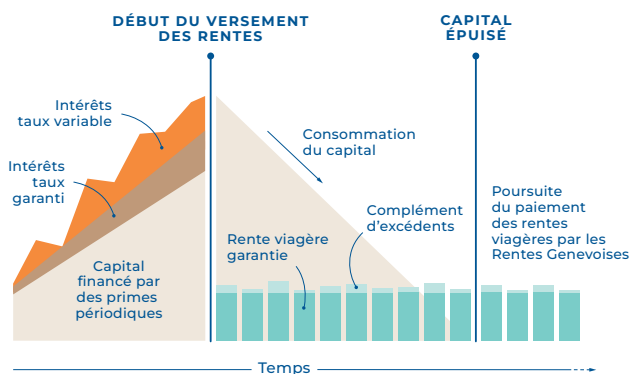 DÉBUT DU VERSEMENT
DES RENTES
CAPITAL
ÉPUISÉ
Intérêts
taux variable
Intérêts
taux
garanti
Capital
financé par
des primes
périodiques
Consommation
du capital
Rente viagère
garantie
Complément
d'excédents
Poursuite
du paiement
des rentes
viagères par les
Rentes Genevoises
Temps